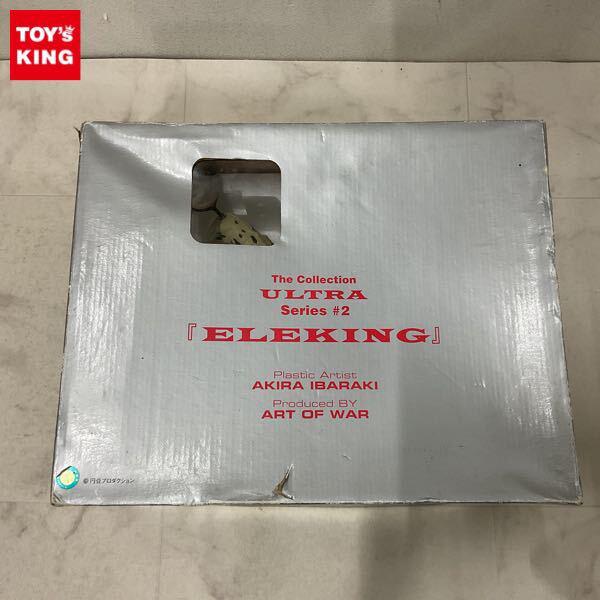 TOY's
KING
The Collection
ULTRA
Series #2
『ELEKING』
Plastic Artist
AKIRA IBARAKI
Produced BY
ART OF WAR
円谷プロダクション